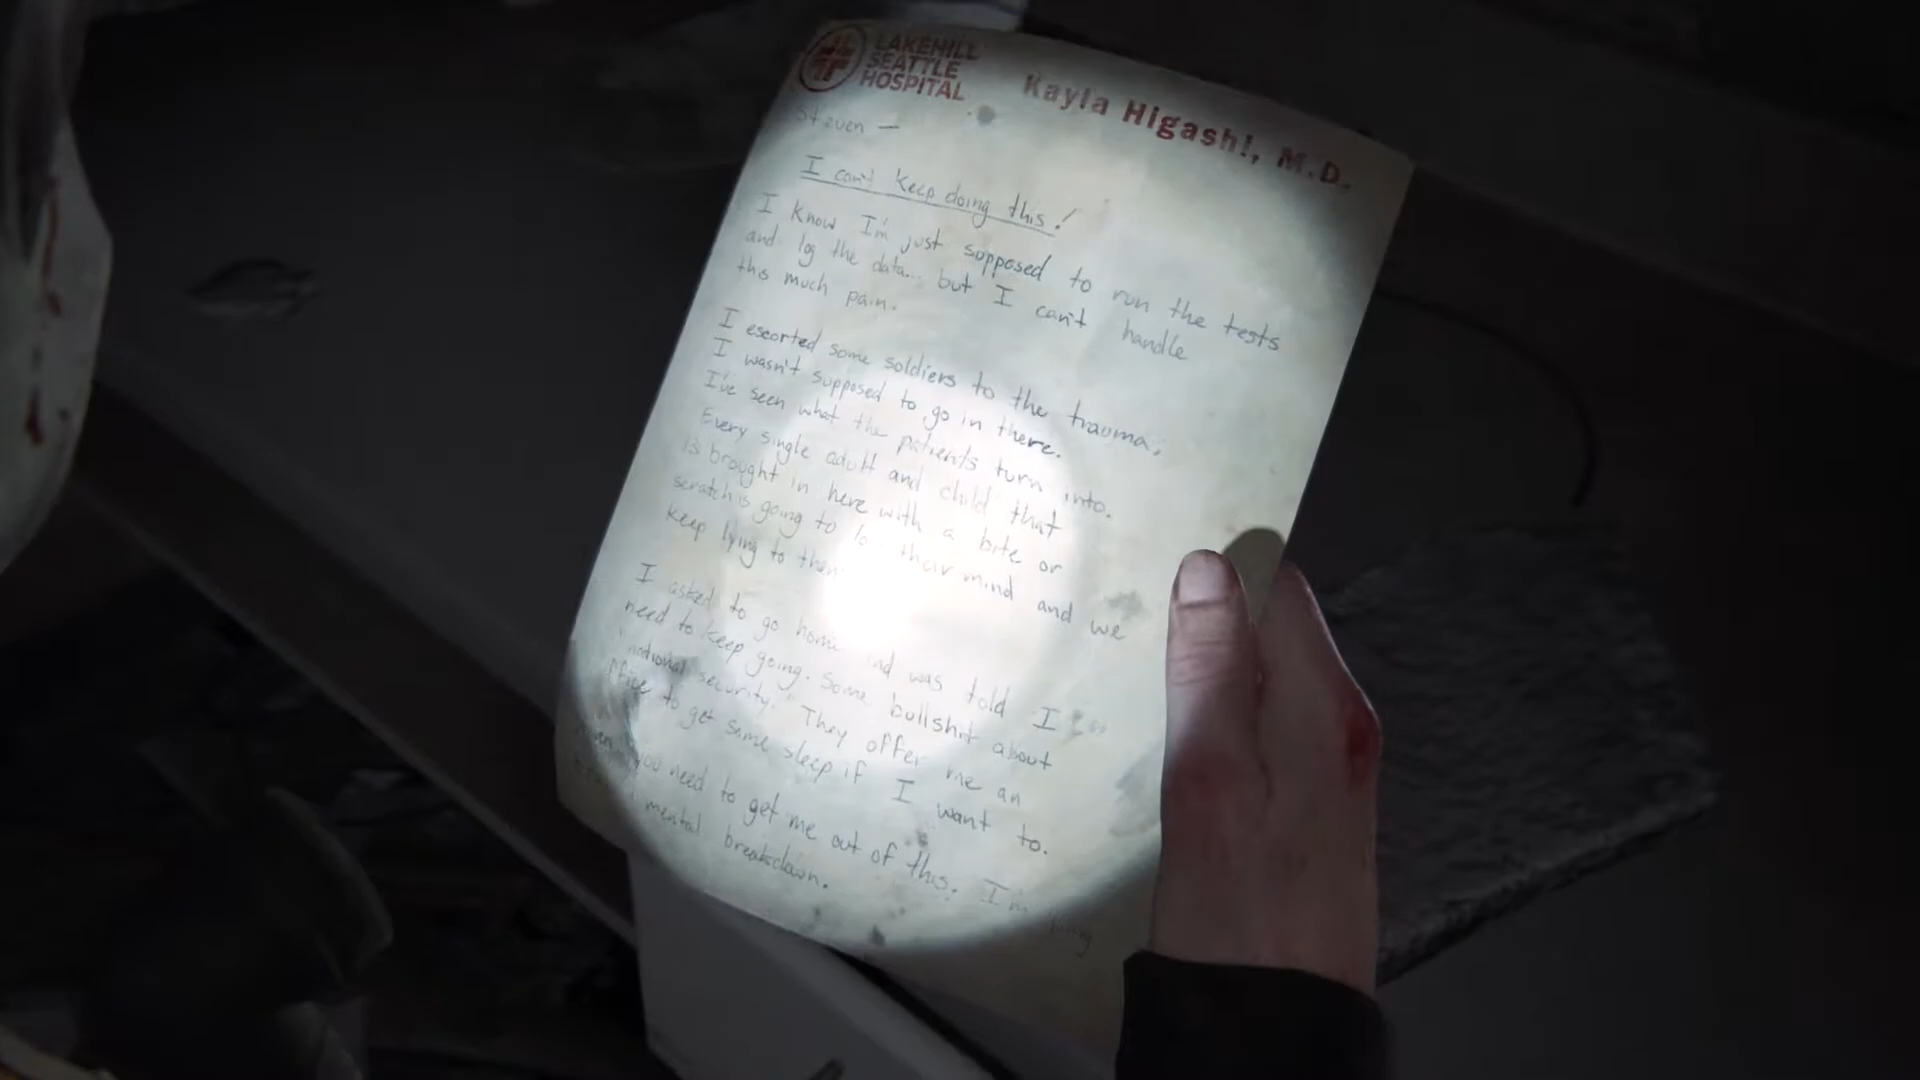 LAKEHILL
SEATTLE
HOSPITAL
Kayla Higash!, M.D.
Steven —
I can't keep doing this!
I know I'm just supposed to run the tests
and log the data... but I can't handle
this much pain.
I escorted some soldiers to the trauma,
I wasn't supposed to go in there.
I've seen what the patients turn into.
Every single adult and child that
is brought in here with a bite or
scratch is going to their mind and we
keep lying to them
I asked to go home and was told I
need to keep going. Some bullshit about
"national security." They offer me an
office to get some sleep if I want to.
you need to get me out of this. I'm having
mental breakdown.